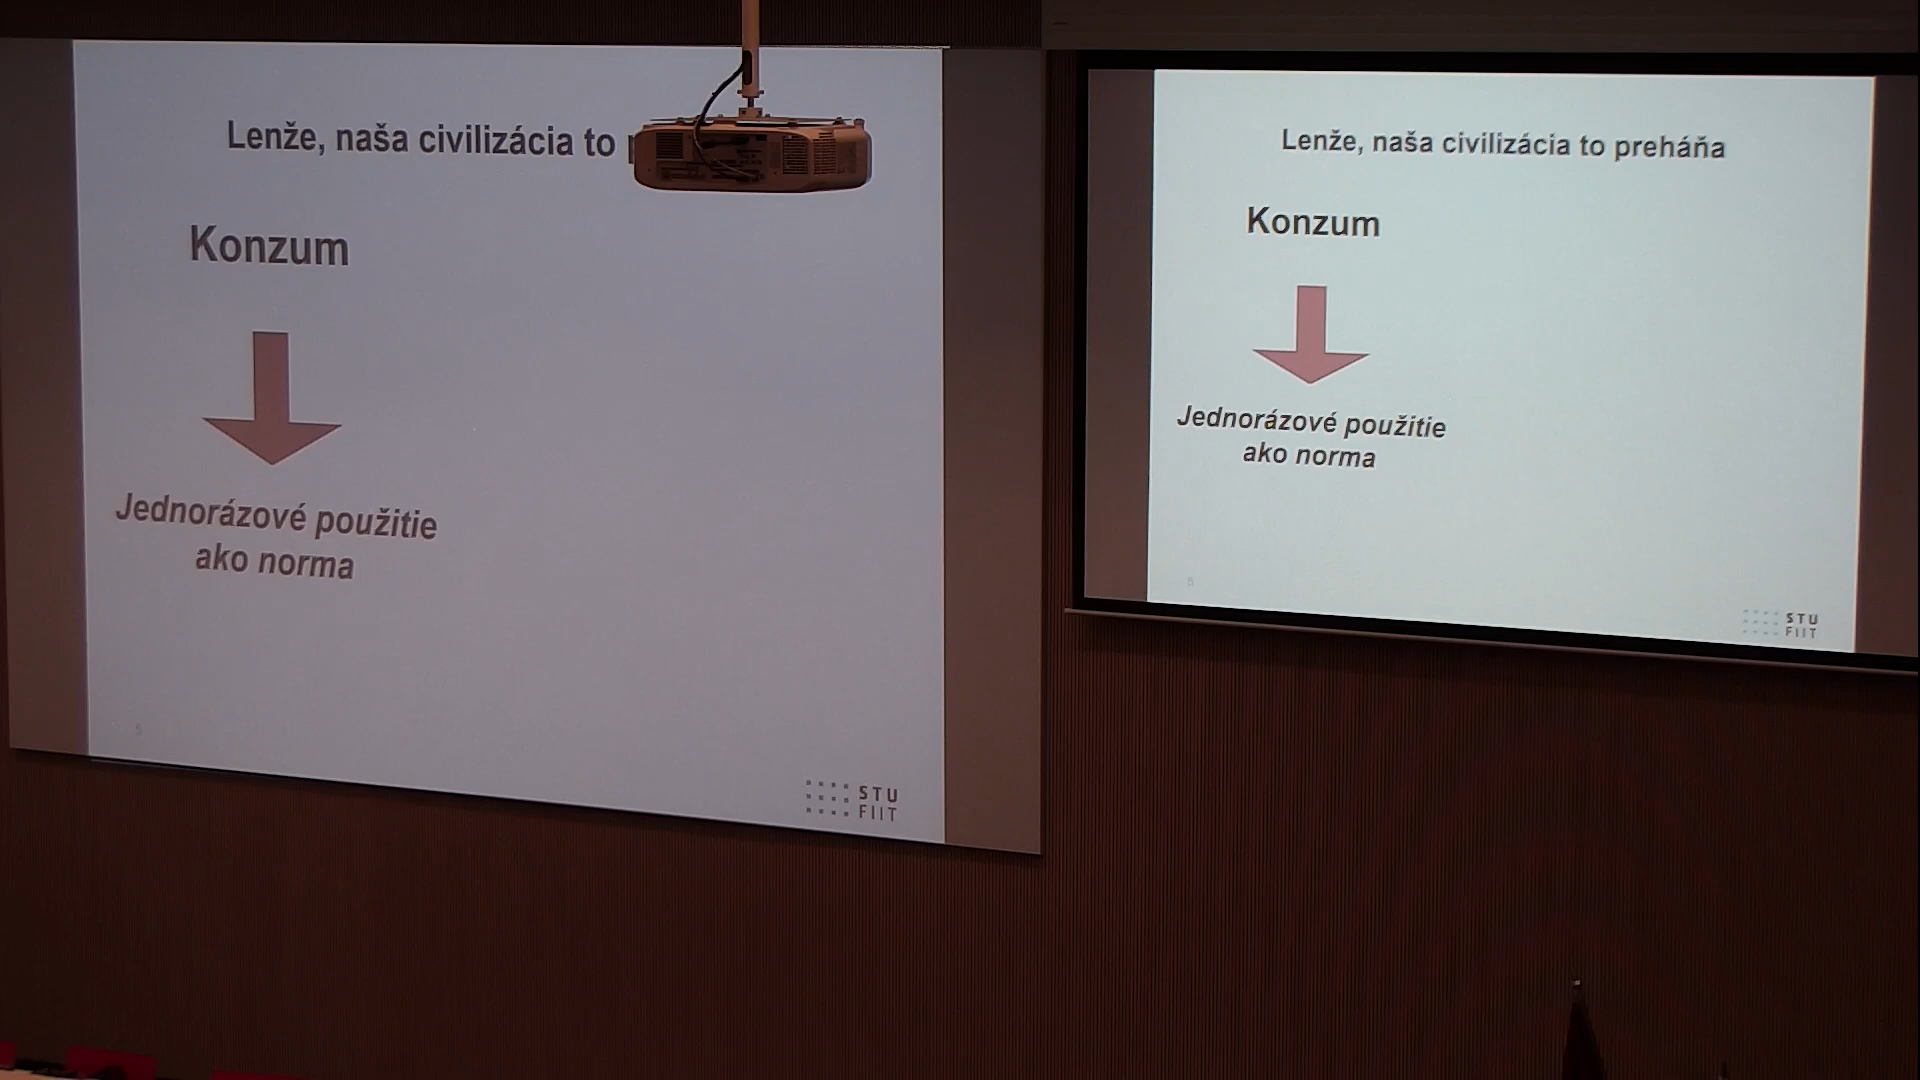 Lenže, naša civilizácia to
Konzum
Jednorázové použitie
ako norma
5
STU
FIIT
Lenže, naša civilizácia to preháňa
Konzum
Jednorázové použitie
ako norma
STU
FIIT